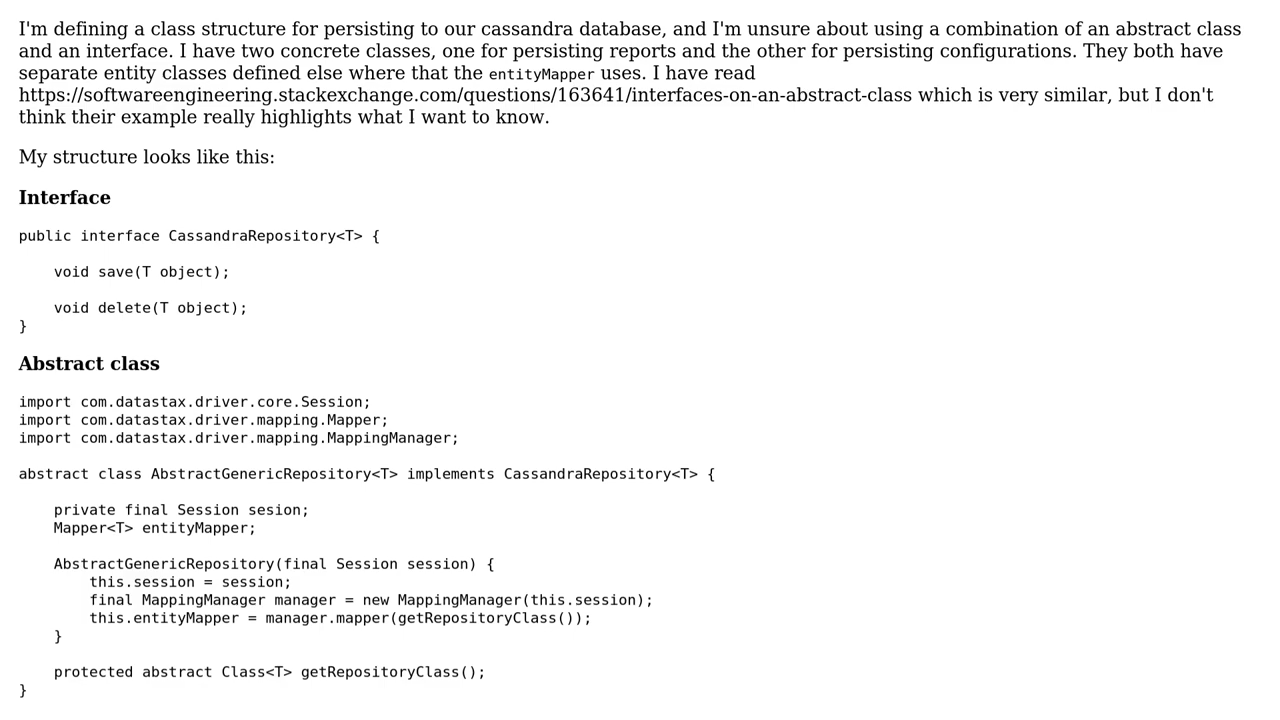 I'm defining a class structure for persisting to our cassandra database, and I'm unsure about using a combination of an abstract class
and an interface. I have two concrete classes, one for persisting reports and the other for persisting configurations. They both have
separate entity classes defined else where that the entityMapper uses. I have read
https://softwareengineering.stackexchange.com/questions/163641/interfaces-on-an-abstract-class which is very similar, but I don't
think their example really highlights what I want to know.
My structure looks like this:
Interface
public interface CassandraRepository<T> {
    void save(T object);
    void delete(T object);
}
Abstract class
import com.datastax.driver.core.Session;
import com.datastax.driver.mapping.Mapper;
import com.datastax.driver.mapping.MappingManager;
abstract class AbstractGenericRepository<T> implements CassandraRepository<T> {
    private final Session sesion;
    Mapper<T> entityMapper;
    AbstractGenericRepository(final Session session) {
        this.session = session;
        final MappingManager manager = new MappingManager(this.session);
        this.entityMapper = manager.mapper(getRepositoryClass());
    }
    protected abstract Class<T> getRepositoryClass();
}